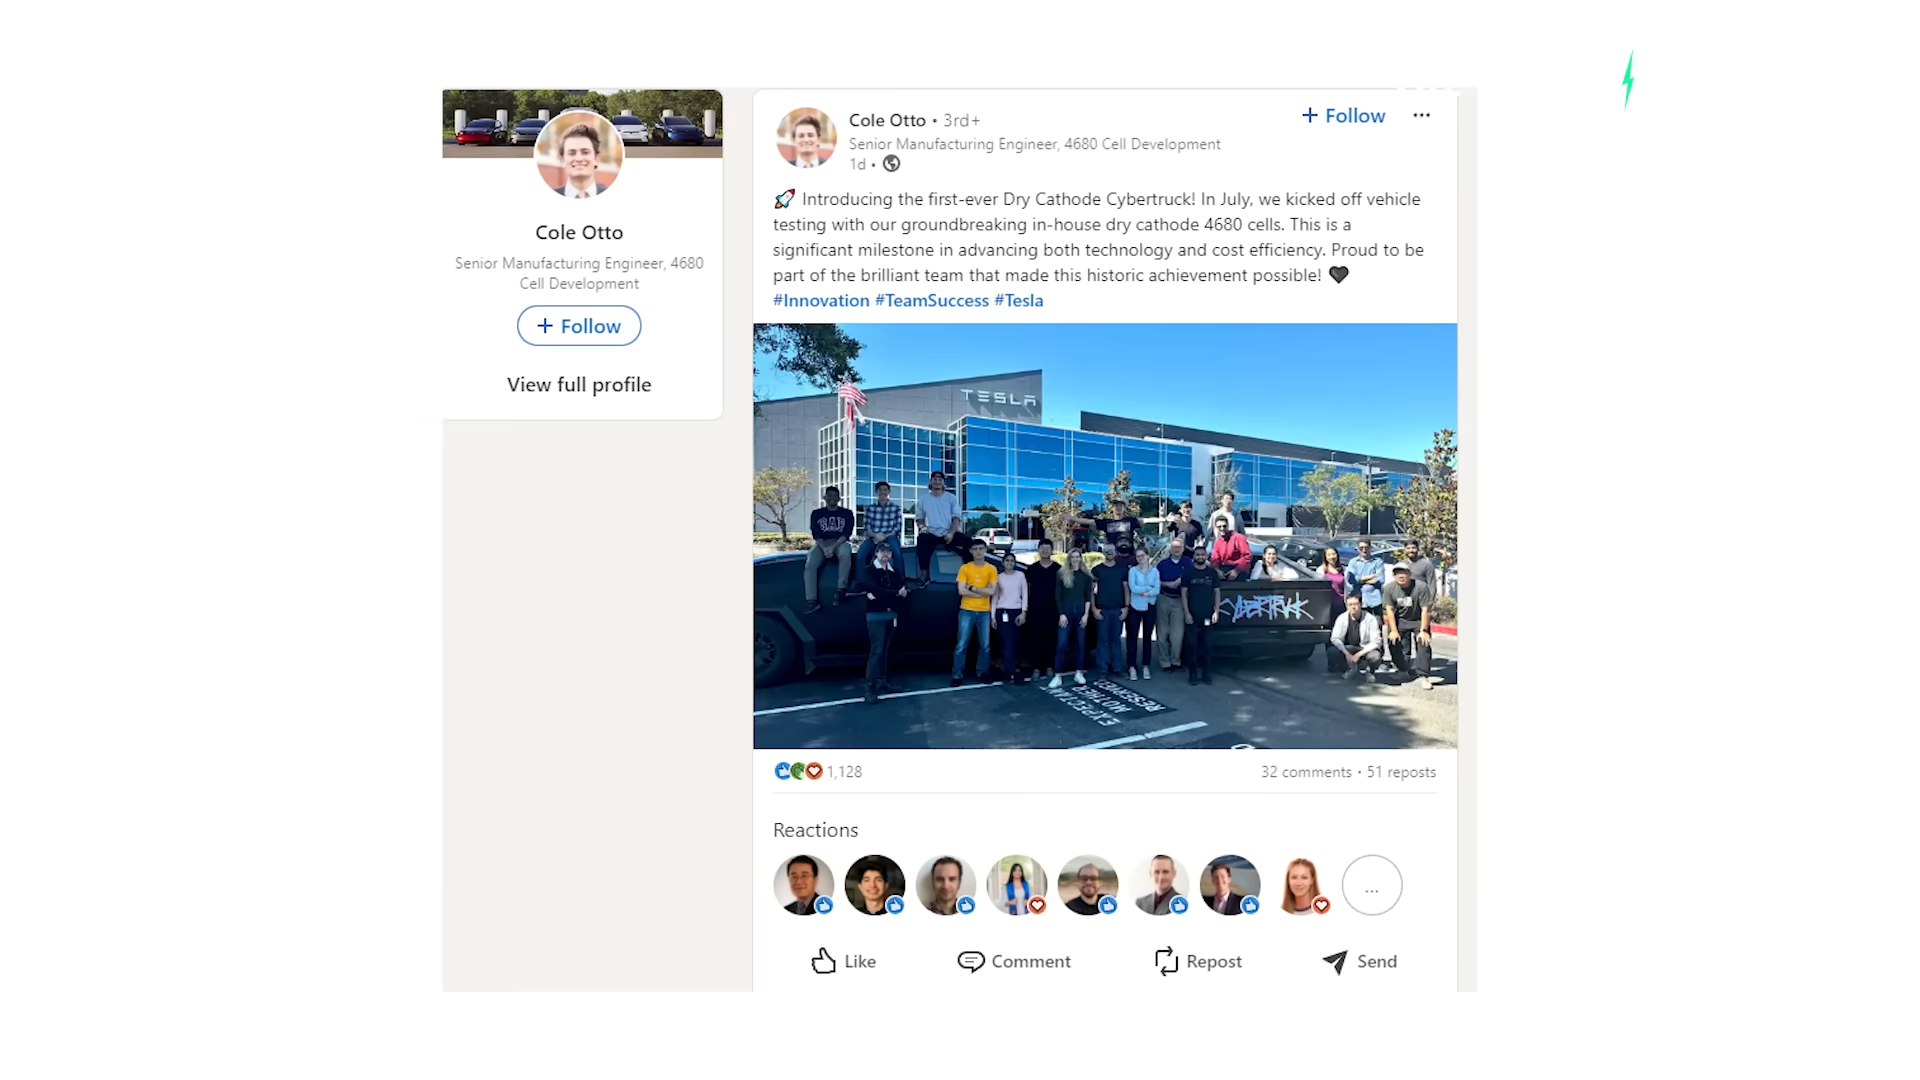 Cole Otto
Senior Manufacturing Engineer, 4680
Cell Development
+ Follow
View full profile
Cole Otto • 3rd+
Senior Manufacturing Engineer, 4680 Cell Development
1d •
+ Follow
🚀 Introducing the first-ever Dry Cathode Cybertruck! In July, we kicked off vehicle
testing with our groundbreaking in-house dry cathode 4680 cells. This is a
significant milestone in advancing both technology and cost efficiency. Proud to be
part of the brilliant team that made this historic achievement possible! 🖤
#Innovation #TeamSuccess #Tesla
TESLA
GAP
CYBERTRUCK
EXPECTANT
MOTHER
RESERVED
1,128
32 comments • 51 reposts
Reactions
...
Like
Comment
Repost
Send